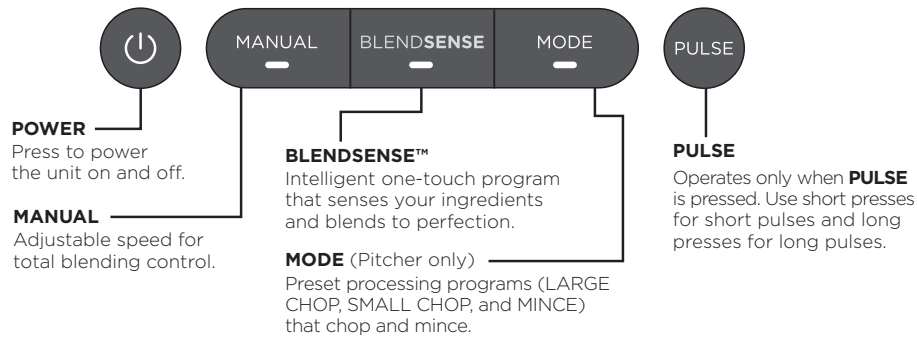 MANUAL
BLENDSENSE
MODE
PULSE
POWER
Press to power
the unit on and off.
MANUAL
Adjustable speed for
total blending control.
BLENDSENSE™
Intelligent one-touch program
that senses your ingredients
and blends to perfection.
MODE (Pitcher only)
Preset processing programs (LARGE
CHOP, SMALL CHOP, and MINCE)
that chop and mince.
PULSE
Operates only when PULSE
is pressed. Use short presses
for short pulses and long
presses for long pulses.